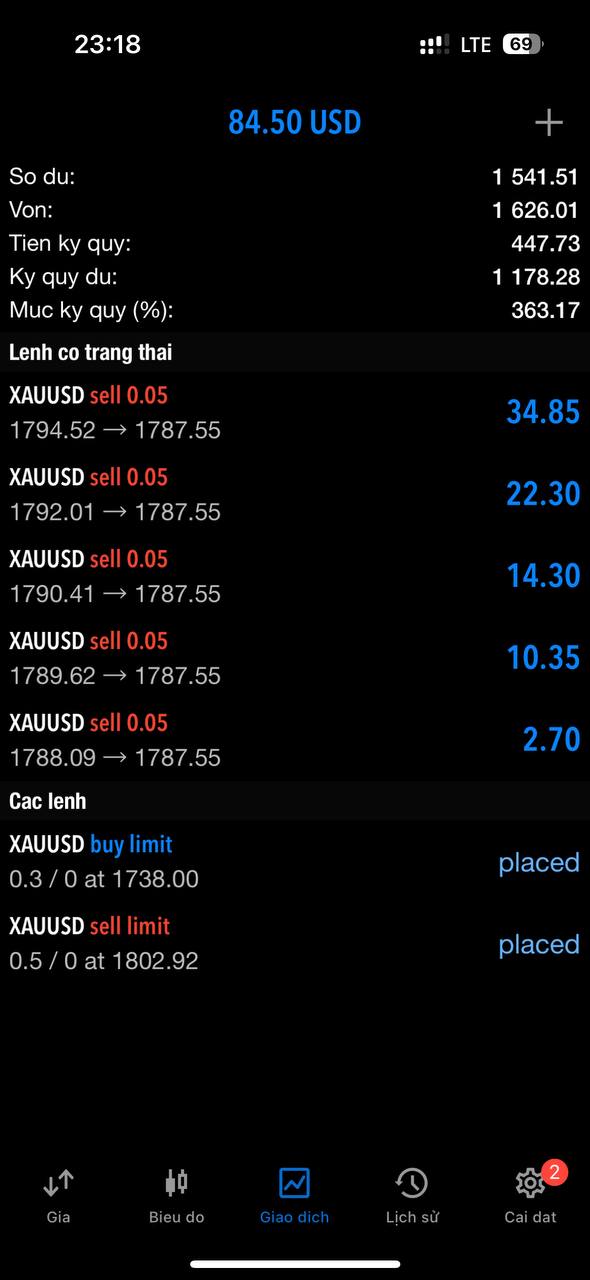 23:18 LTE 69
84.50 USD
So du: 1 541.51
Von: 1 626.01
Tien ky quy: 447.73
Ky quy du: 1 178.28
Muc ky quy (%): 363.17
Lenh co trang thai
XAUUSD sell 0.05
34.85
1794.52 → 1787.55
XAUUSD sell 0.05
22.30
1792.01 → 1787.55
XAUUSD sell 0.05
14.30
1790.41 → 1787.55
XAUUSD sell 0.05
10.35
1789.62 → 1787.55
XAUUSD sell 0.05
2.70
1788.09 → 1787.55
Cac lenh
XAUUSD buy limit
placed
0.3 / 0 at 1738.00
XAUUSD sell limit
placed
0.5 / 0 at 1802.92
2
Gia Bieu do Giao dich Lịch sử Cai dat